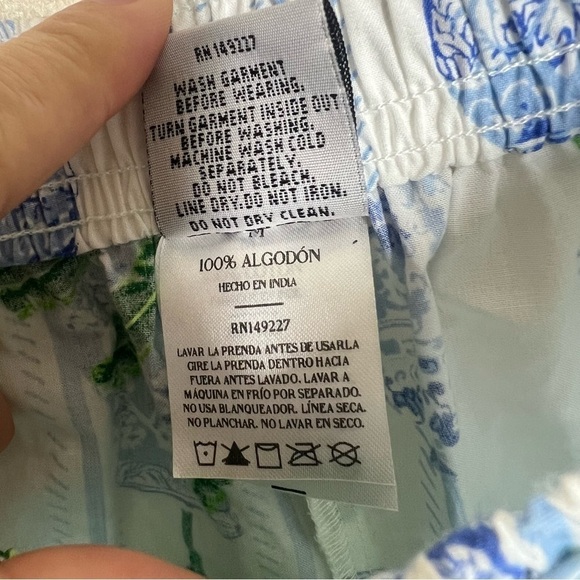 RN 149227
WASH GARMENT
BEFORE WEARING.
TURN GARMENT INSIDE OUT
BEFORE WASHING.
MACHINE WASH COLD
SEPARATELY.
DO NOT BLEACH.
LINE DRY. DO NOT IRON.
DO NOT DRY CLEAN.
M
100% ALGODÓN
HECHO EN INDIA
RN149227
LAVAR LA PRENDA ANTES DE USARLA
GIRE LA PRENDA DENTRO HACIA
FUERA ANTES LAVADO. LAVAR A
MÁQUINA EN FRÍO POR SEPARADO.
NO USA BLANQUEADOR. LÍNEA SECA.
NO PLANCHAR. NO LAVAR EN SECO.